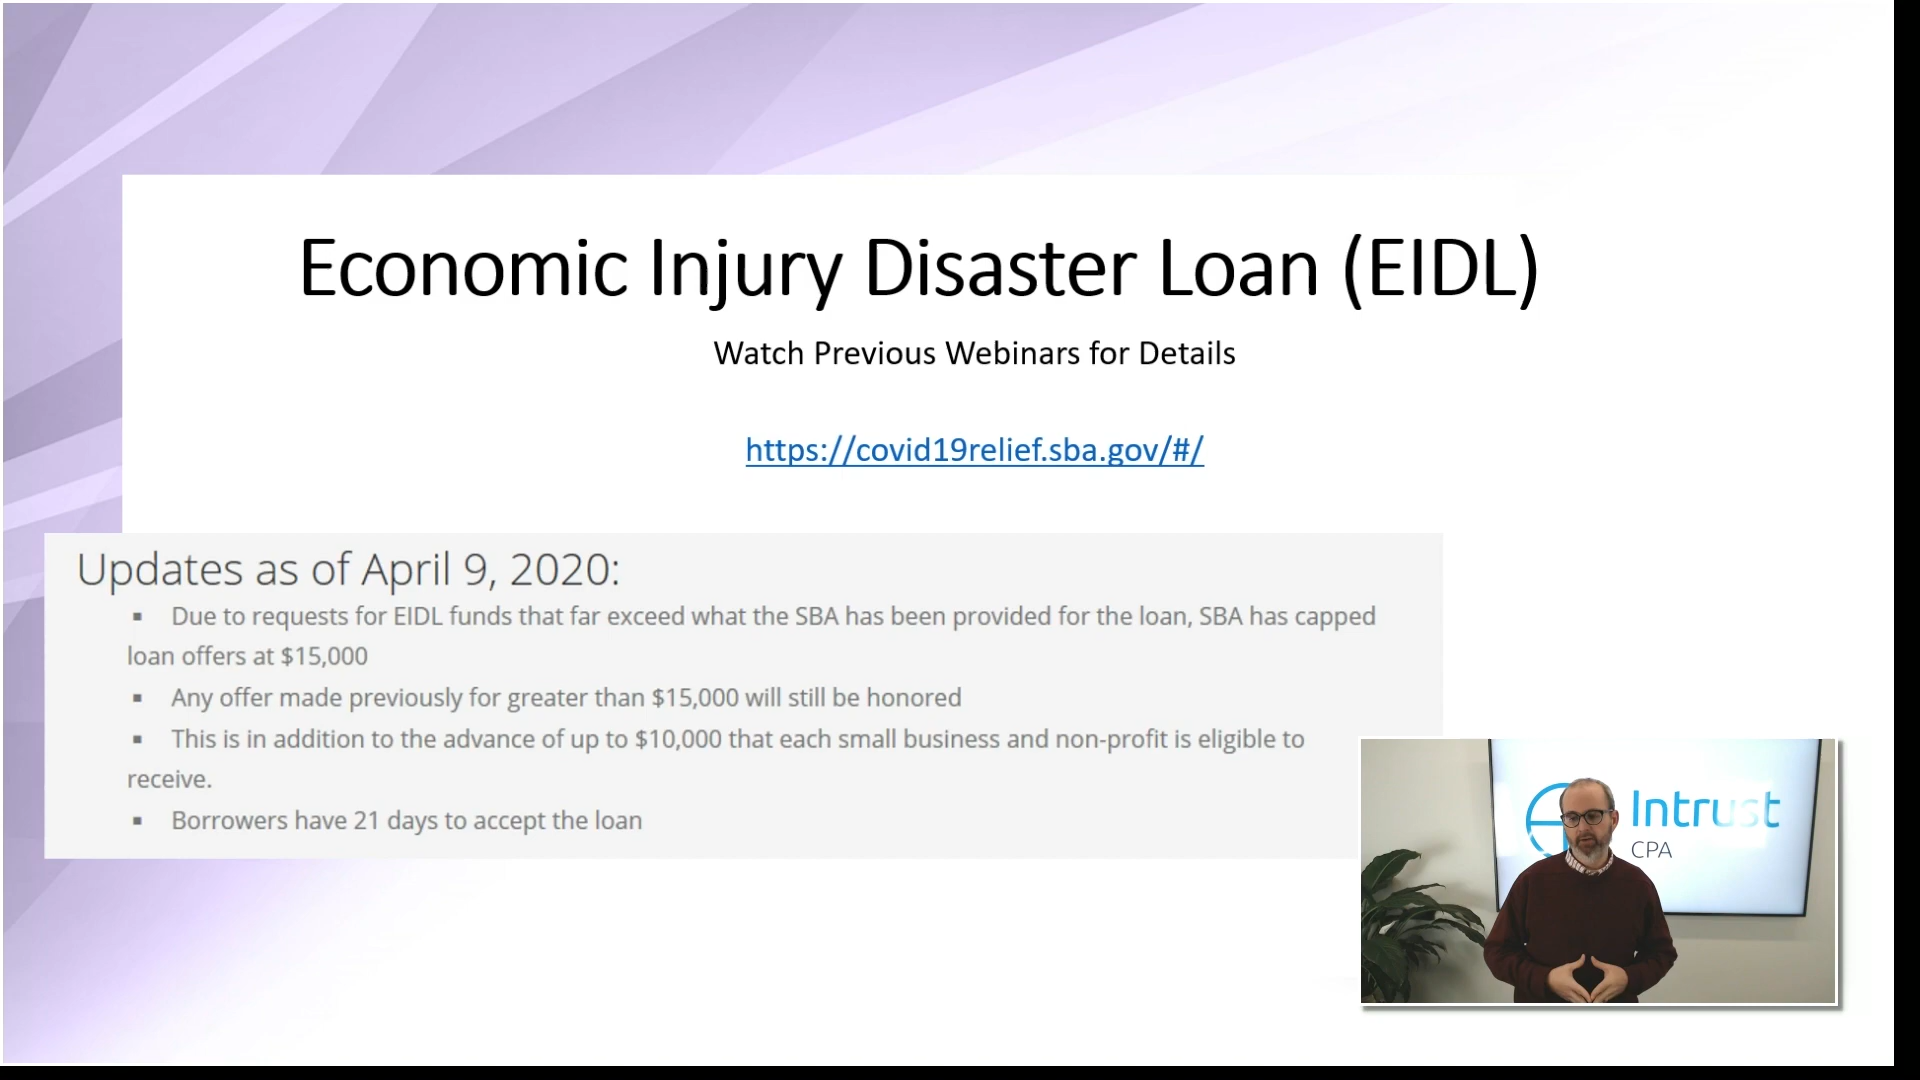 Economic Injury Disaster Loan (EIDL)
Watch Previous Webinars for Details
https://covid19relief.sba.gov/#/
Updates as of April 9, 2020:
▪ Due to requests for EIDL funds that far exceed what the SBA has been provided for the loan, SBA has capped
loan offers at $15,000
▪ Any offer made previously for greater than $15,000 will still be honored
▪ This is in addition to the advance of up to $10,000 that each small business and non-profit is eligible to
receive.
▪ Borrowers have 21 days to accept the loan
Intrust
CPA